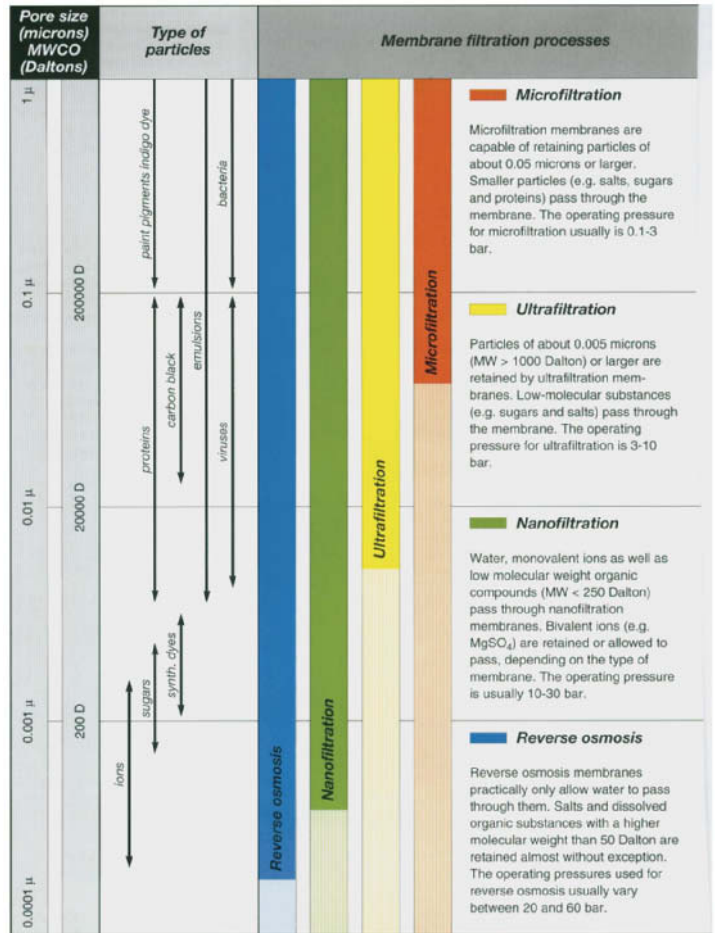 Pore size
(microns)
MWCO
(Daltons)
Type of
particles
Membrane filtration processes
1 µ
0.1 µ
0.01 µ
0.001 µ
0.0001 µ
200000 D
20000 D
200 D
paint pigments indigo dye
bacteria
emulsions
proteins
carbon black
viruses
synth. dyes
sugars
ions
Reverse osmosis
Nanofiltration
Ultrafiltration
Microfiltration
Microfiltration
Microfiltration membranes are
capable of retaining particles of
about 0.05 microns or larger.
Smaller particles (e.g. salts, sugars
and proteins) pass through the
membrane. The operating pressure
for microfiltration usually is 0.1-3
bar.
Ultrafiltration
Particles of about 0.005 microns
(MW > 1000 Dalton) or larger are
retained by ultrafiltration mem-
branes. Low-molecular substances
(e.g. sugars and salts) pass through
the membrane. The operating
pressure for ultrafiltration is 3-10
bar.
Nanofiltration
Water, monovalent ions as well as
low molecular weight organic
compounds (MW < 250 Dalton)
pass through nanofiltration
membranes. Bivalent ions (e.g.
MgSO₄) are retained or allowed to
pass, depending on the type of
membrane. The operating pressure
is usually 10-30 bar.
Reverse osmosis
Reverse osmosis membranes
practically only allow water to pass
through them. Salts and dissolved
organic substances with a higher
molecular weight than 50 Dalton are
retained almost without exception.
The operating pressures used for
reverse osmosis usually vary
between 20 and 60 bar.